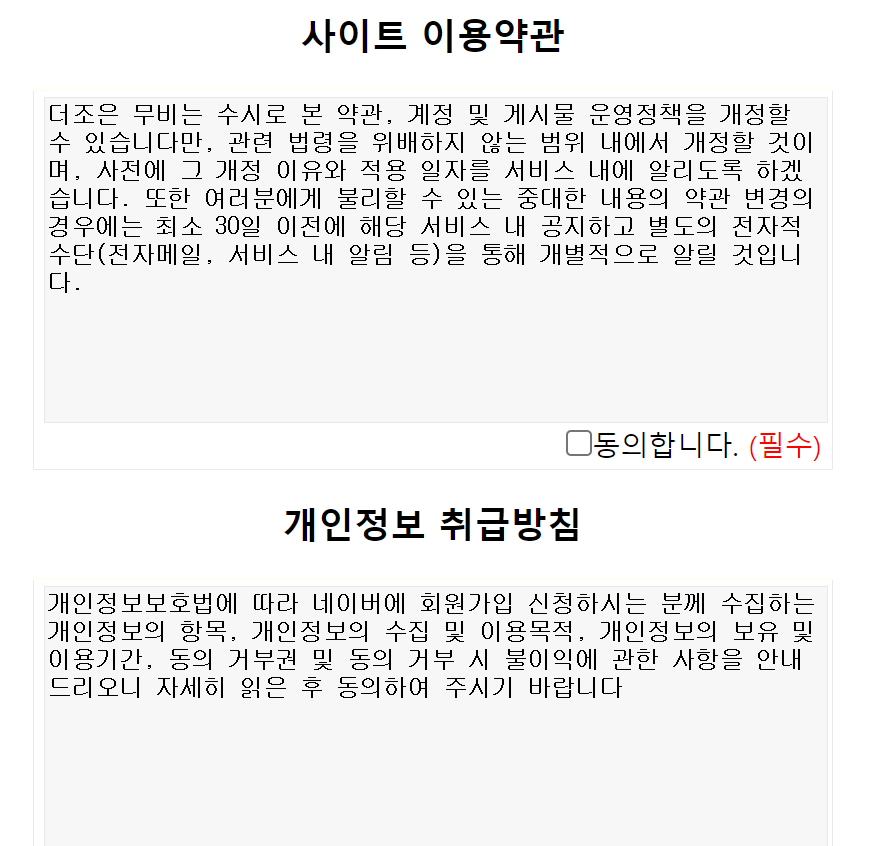 사이트 이용약관
더조은 무비는 수시로 본 약관, 계정 및 게시물 운영정책을 개정할
수 있습니다만, 관련 법령을 위배하지 않는 범위 내에서 개정할 것이
며, 사전에 그 개정 이유와 적용 일자를 서비스 내에 알리도록 하겠
습니다. 또한 여러분에게 불리할 수 있는 중대한 내용의 약관 변경의
경우에는 최소 30일 이전에 해당 서비스 내 공지하고 별도의 전자적
수단(전자메일, 서비스 내 알림 등)을 통해 개별적으로 알릴 것입니
다.
동의합니다. (필수)
개인정보 취급방침
개인정보보호법에 따라 네이버에 회원가입 신청하시는 분께 수집하는
개인정보의 항목, 개인정보의 수집 및 이용목적, 개인정보의 보유 및
이용기간, 동의 거부권 및 동의 거부 시 불이익에 관한 사항을 안내
드리오니 자세히 읽은 후 동의하여 주시기 바랍니다